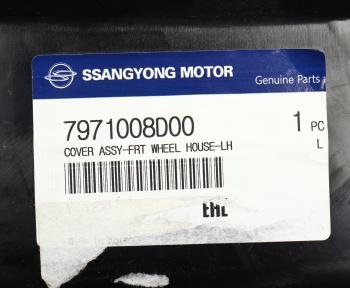 SSANGYONG MOTOR
Genuine Parts
7971008D00 1 PC
COVER ASSY-FRT WHEEL HOUSE-LH L